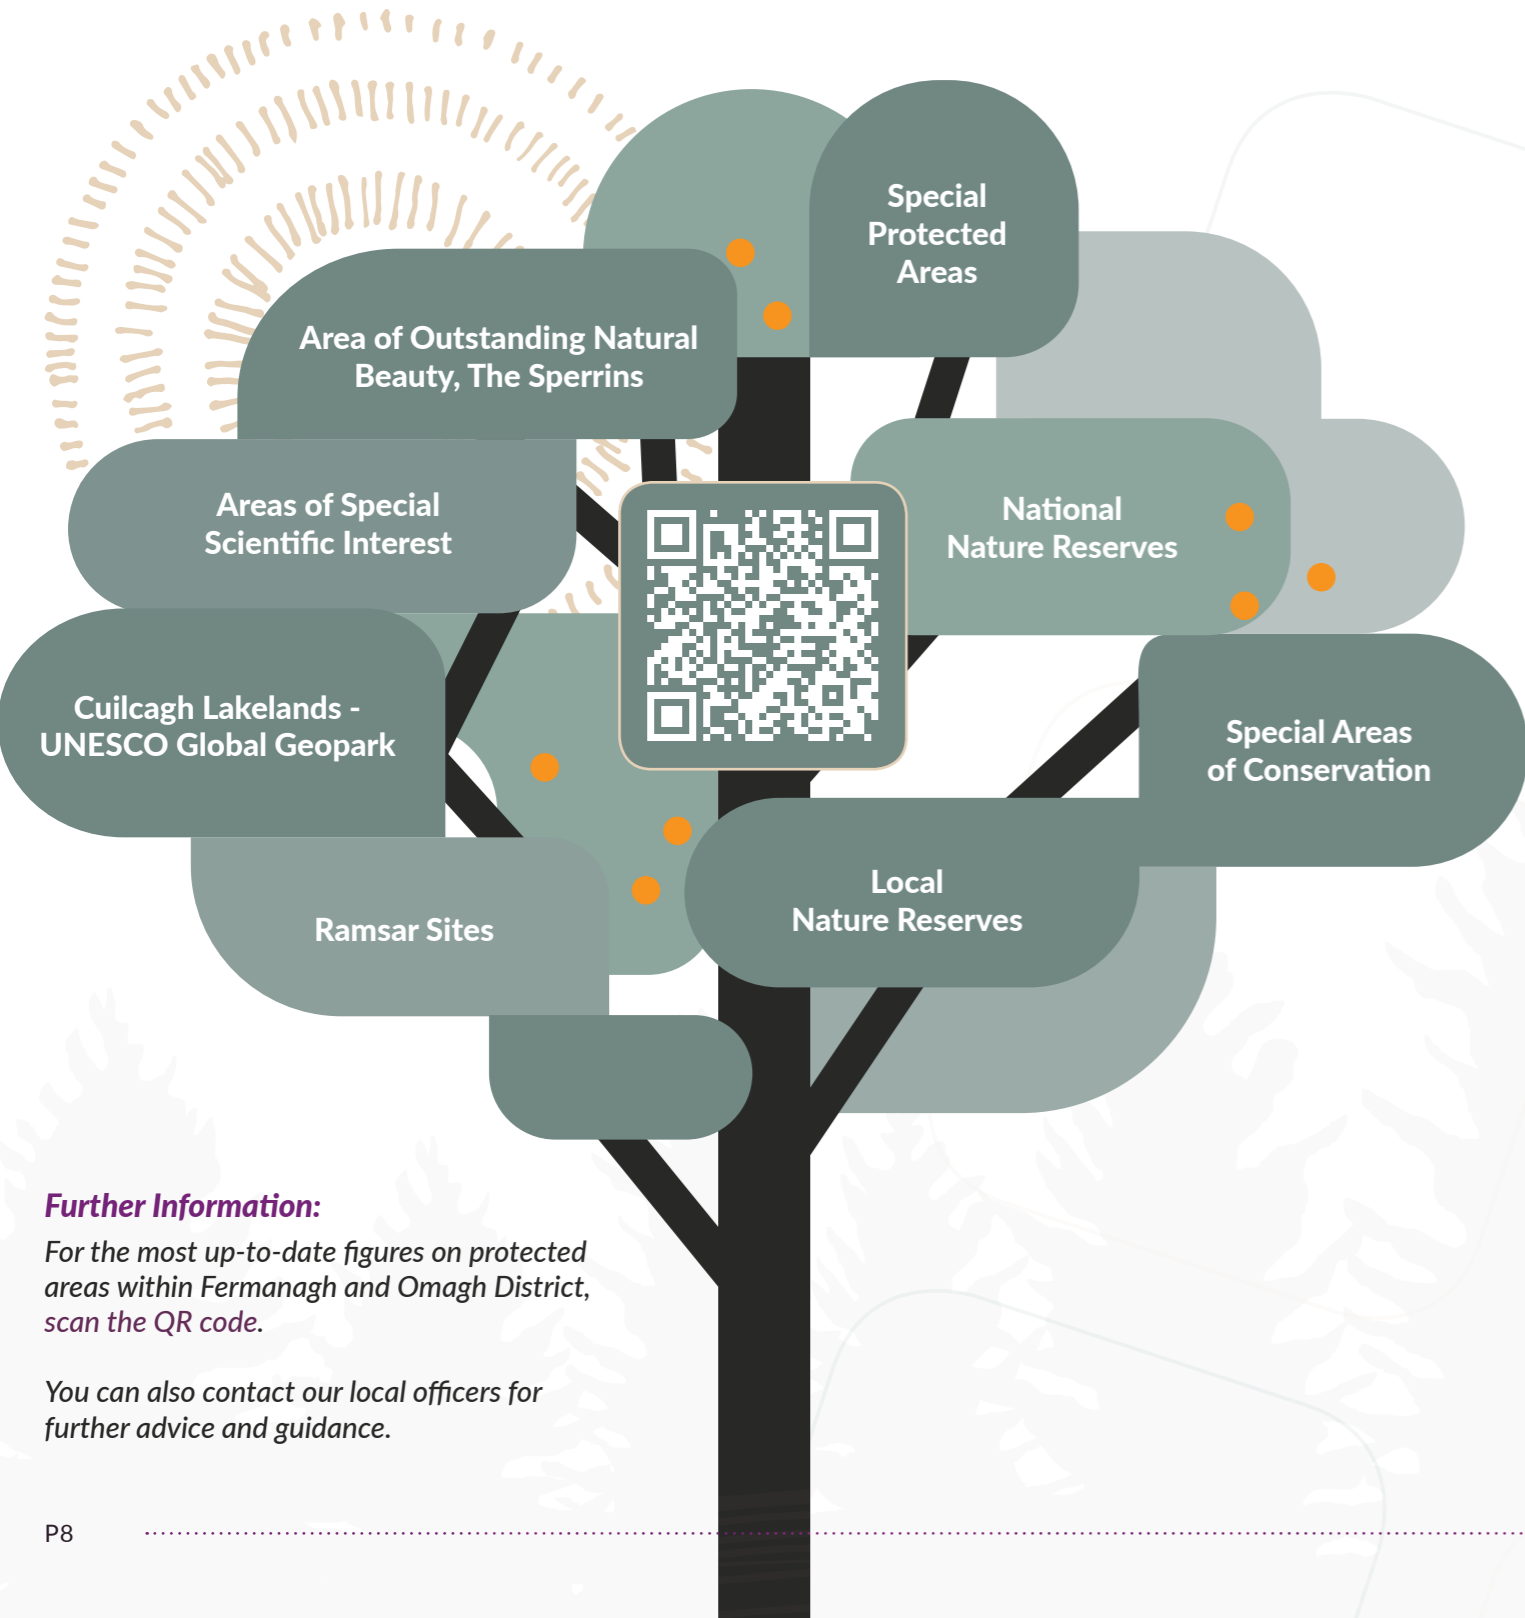 Special
Protected
Areas
Area of Outstanding Natural
Beauty, The Sperrins
Areas of Special
Scientific Interest
National
Nature Reserves
Cuilcagh Lakelands -
UNESCO Global Geopark
Special Areas
of Conservation
Local
Nature Reserves
Ramsar Sites
Further Information:
For the most up-to-date figures on protected
areas within Fermanagh and Omagh District,
scan the QR code.
You can also contact our local officers for
further advice and guidance.
P8